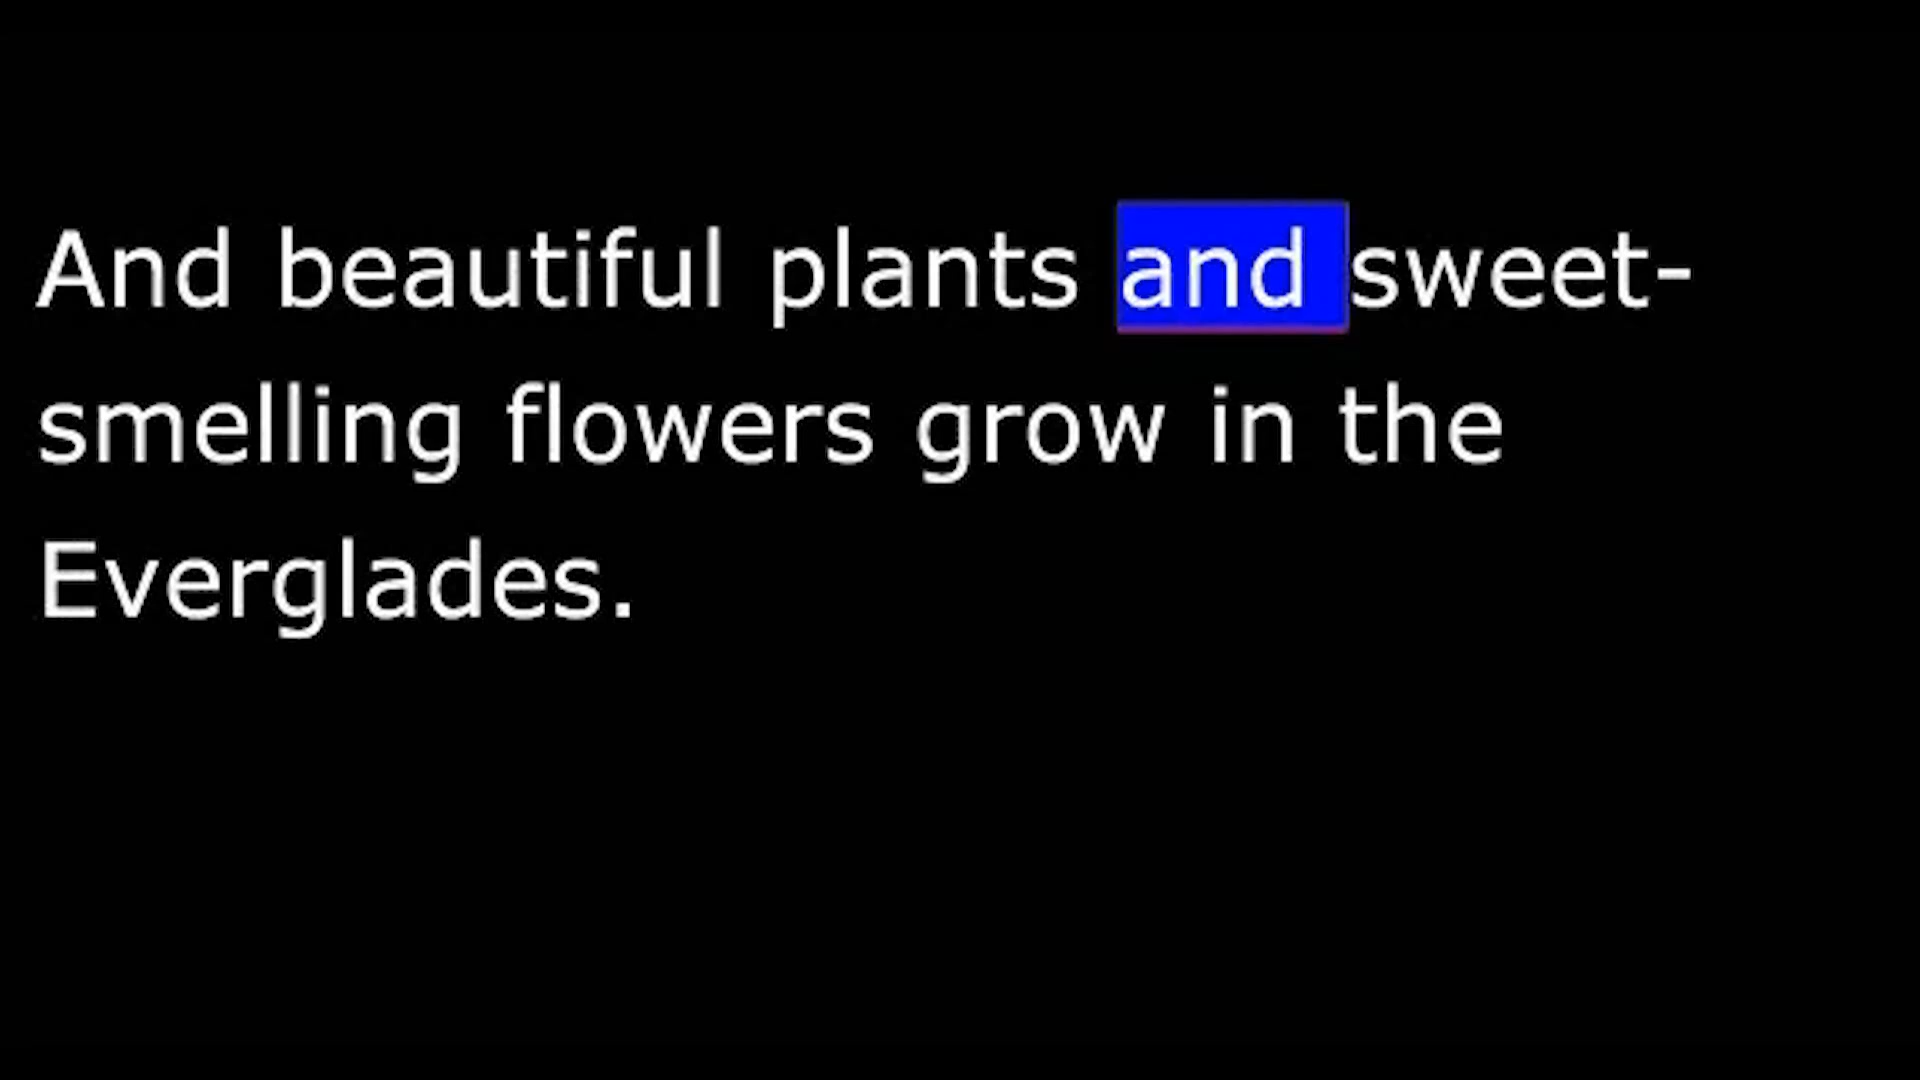 And beautiful plants and sweet-
smelling flowers grow in the
Everglades.